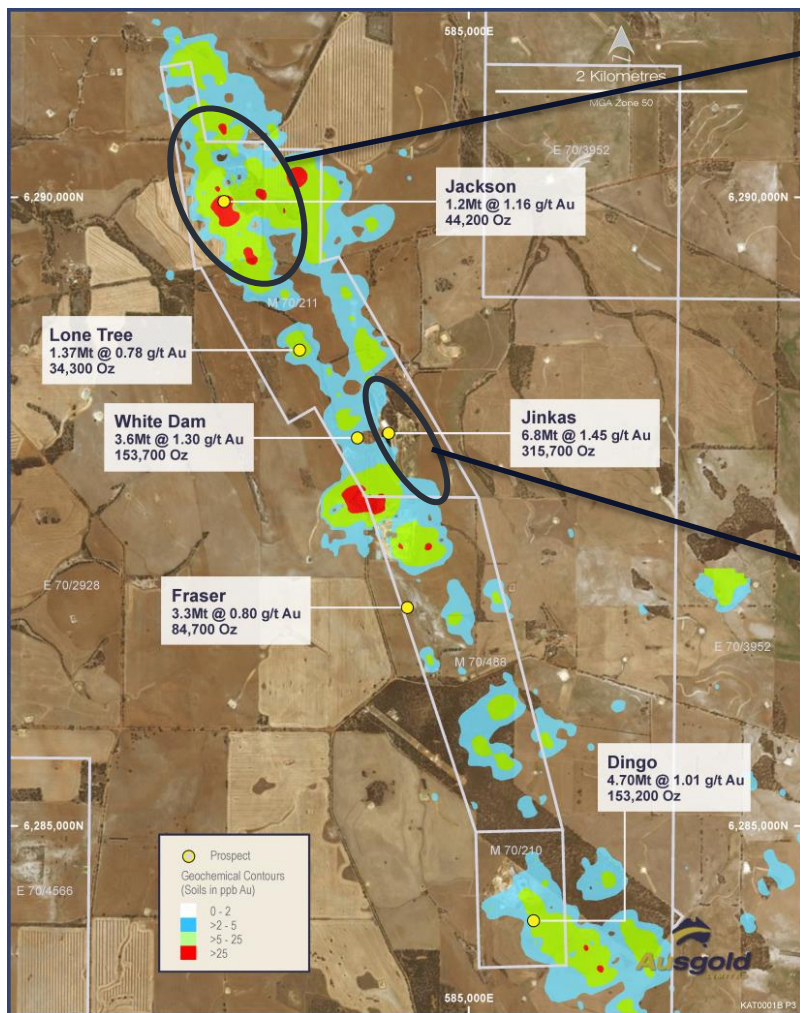 585,000E
2 Kilometres
MGA Zone 50
E 70/3952
6,290,000N
6,290,000N
Jackson
1.2Mt @ 1.16 g/t Au
44,200 Oz
M 70/211
Lone Tree
1.37Mt @ 0.78 g/t Au
34,300 Oz
White Dam
3.6Mt @ 1.30 g/t Au
153,700 Oz
Jinkas
6.8Mt @ 1.45 g/t Au
315,700 Oz
E 70/2928
Fraser
3.3Mt @ 0.80 g/t Au
84,700 Oz
E 70/3952
M 70/488
Dingo
4.70Mt @ 1.01 g/t Au
153,200 Oz
6,285,000N
6,285,000N
Prospect
Geochemical Contours
(Soils in ppb Au)
0 - 2
>2 - 5
>5 - 25
>25
M 70/210
E 70/4566
Ausgold
585,000E
KAT0001B P3